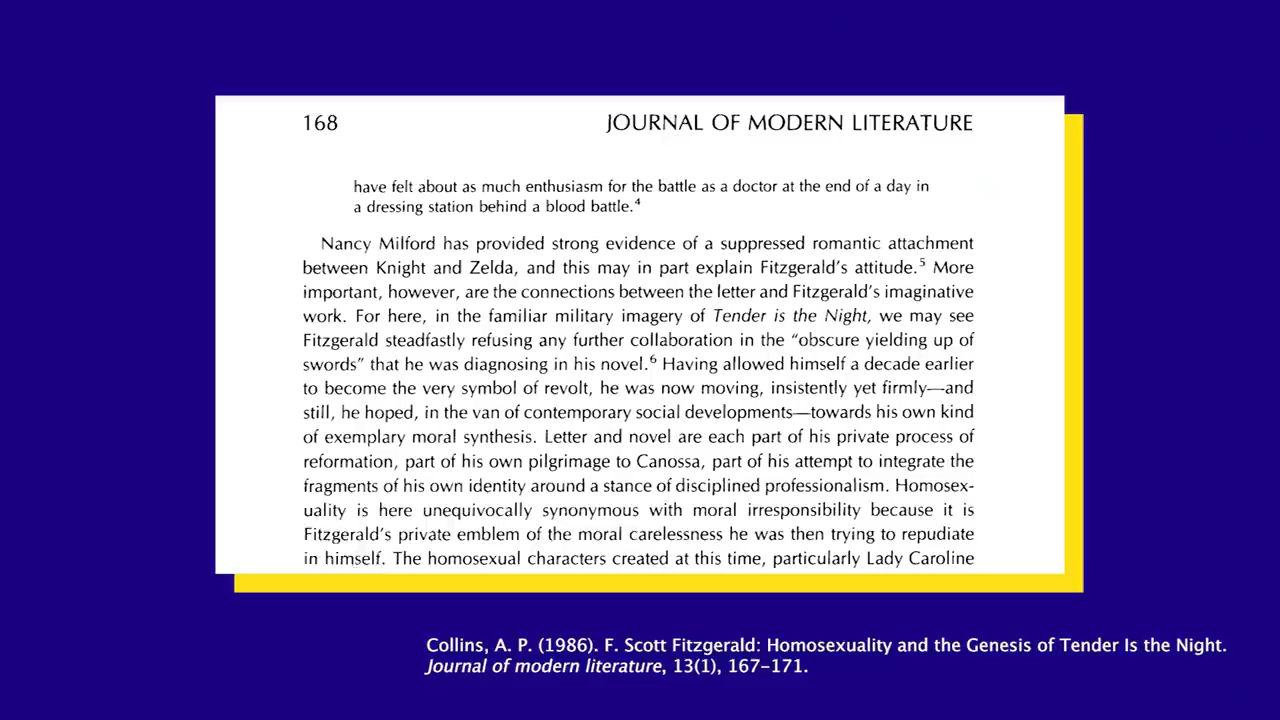 168 JOURNAL OF MODERN LITERATURE
have felt about as much enthusiasm for the battle as a doctor at the end of a day in
a dressing station behind a blood battle.⁴
Nancy Milford has provided strong evidence of a suppressed romantic attachment
between Knight and Zelda, and this may in part explain Fitzgerald's attitude.⁵ More
important, however, are the connections between the letter and Fitzgerald's imaginative
work. For here, in the familiar military imagery of Tender is the Night, we may see
Fitzgerald steadfastly refusing any further collaboration in the “obscure yielding up of
swords” that he was diagnosing in his novel.⁶ Having allowed himself a decade earlier
to become the very symbol of revolt, he was now moving, insistently yet firmly—and
still, he hoped, in the van of contemporary social developments—towards his own kind
of exemplary moral synthesis. Letter and novel are each part of his private process of
reformation, part of his own pilgrimage to Canossa, part of his attempt to integrate the
fragments of his own identity around a stance of disciplined professionalism. Homosex-
uality is here unequivocally synonymous with moral irresponsibility because it is
Fitzgerald's private emblem of the moral carelessness he was then trying to repudiate
in himself. The homosexual characters created at this time, particularly Lady Caroline
Collins, A. P. (1986). F. Scott Fitzgerald: Homosexuality and the Genesis of Tender Is the Night.
Journal of modern literature, 13(1), 167–171.